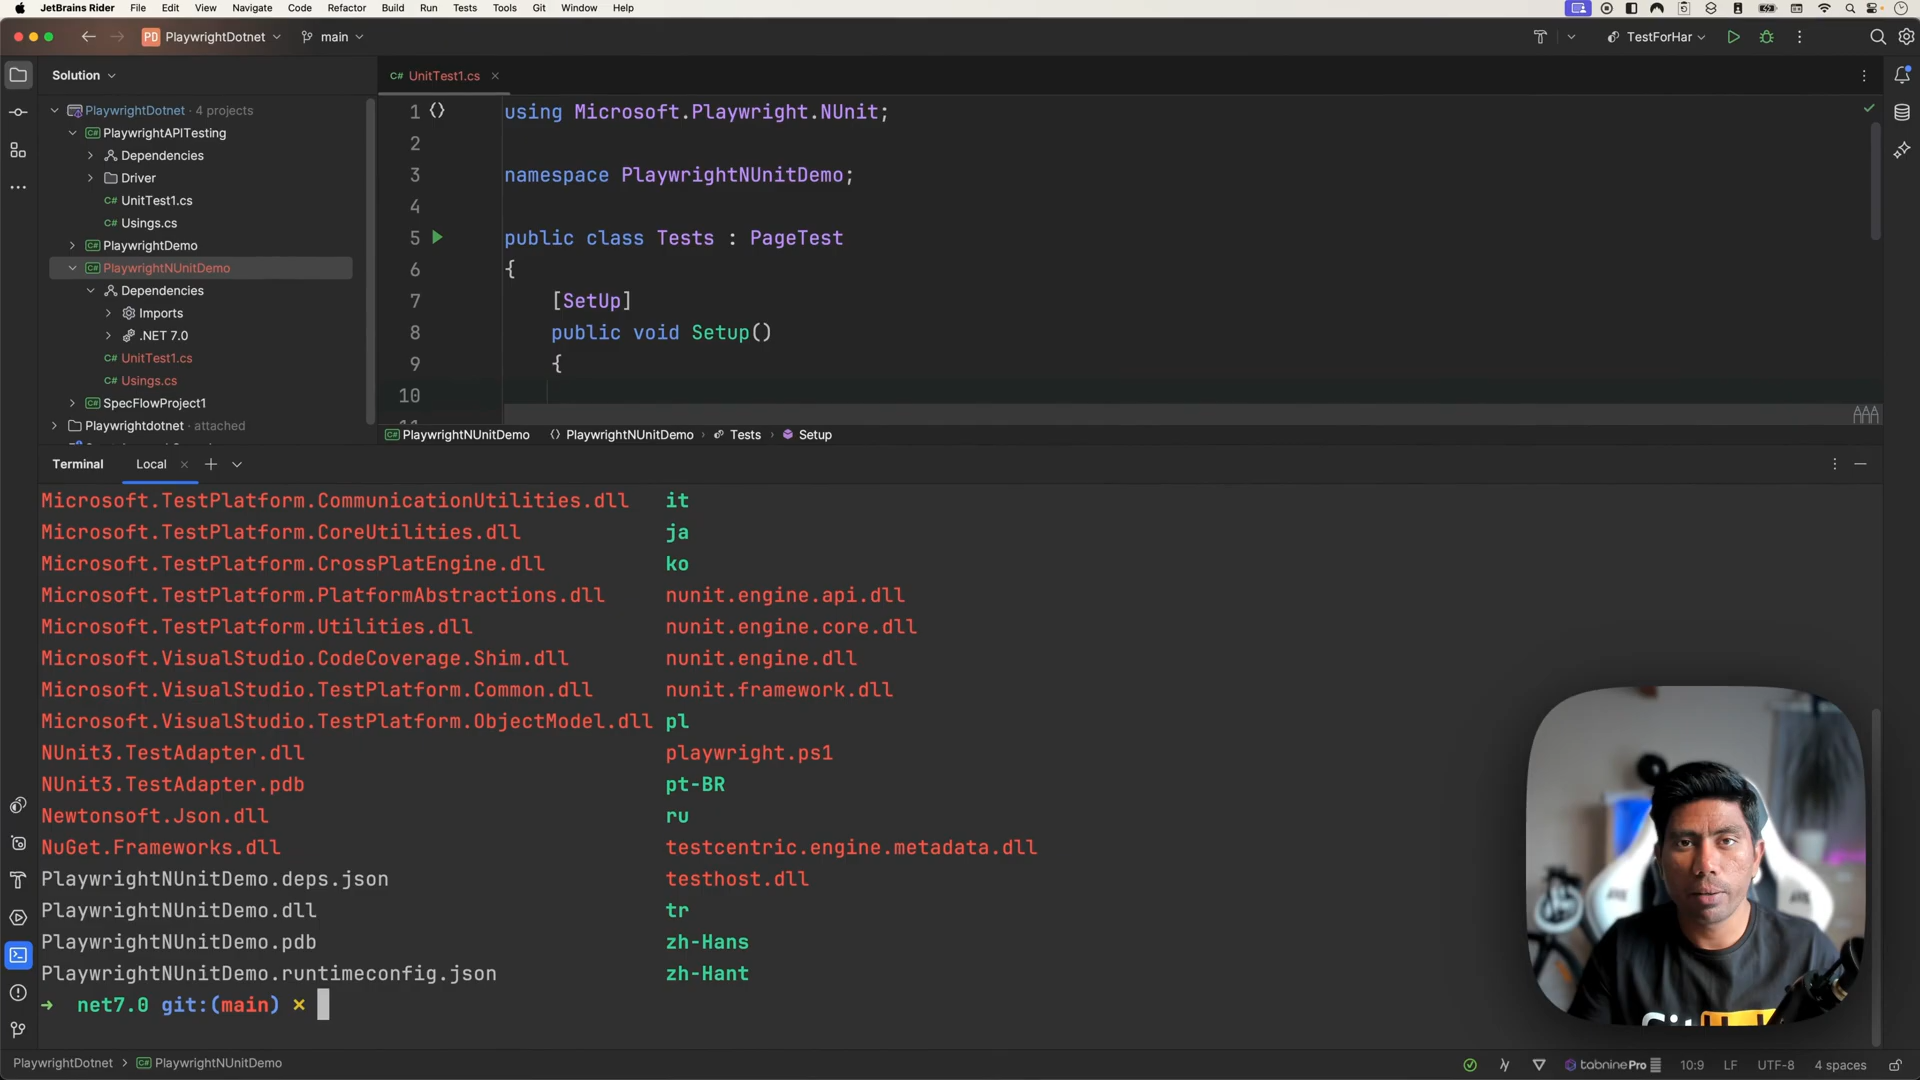 JetBrains Rider File Edit View Navigate Code Refactor Build Run Tests Tools Git Window Help
PD PlaywrightDotnet main TestForHar
Solution
C# UnitTest1.cs
PlaywrightDotnet · 4 projects
C# PlaywrightAPITesting
Dependencies
Driver
C# UnitTest1.cs
C# Usings.cs
C# PlaywrightDemo
C# PlaywrightNUnitDemo
Dependencies
Imports
.NET 7.0
C# UnitTest1.cs
C# Usings.cs
C# SpecFlowProject1
Playwrightdotnet · attached
1 using Microsoft.Playwright.NUnit;
2
3 namespace PlaywrightNUnitDemo;
4
5 public class Tests : PageTest
6 {
7 [SetUp]
8 public void Setup()
9 {
10
C# PlaywrightNUnitDemo PlaywrightNUnitDemo Tests Setup
Terminal Local
Microsoft.TestPlatform.CommunicationUtilities.dll it
Microsoft.TestPlatform.CoreUtilities.dll ja
Microsoft.TestPlatform.CrossPlatEngine.dll ko
Microsoft.TestPlatform.PlatformAbstractions.dll nunit.engine.api.dll
Microsoft.TestPlatform.Utilities.dll nunit.engine.core.dll
Microsoft.VisualStudio.CodeCoverage.Shim.dll nunit.engine.dll
Microsoft.VisualStudio.TestPlatform.Common.dll nunit.framework.dll
Microsoft.VisualStudio.TestPlatform.ObjectModel.dll pl
NUnit3.TestAdapter.dll playwright.ps1
NUnit3.TestAdapter.pdb pt-BR
Newtonsoft.Json.dll ru
NuGet.Frameworks.dll testcentric.engine.metadata.dll
PlaywrightNUnitDemo.deps.json testhost.dll
PlaywrightNUnitDemo.dll tr
PlaywrightNUnitDemo.pdb zh-Hans
PlaywrightNUnitDemo.runtimeconfig.json zh-Hant
→ net7.0 git:(main) ×
PlaywrightDotnet > C# PlaywrightNUnitDemo tabninePro 10:9 LF UTF-8 4 spaces